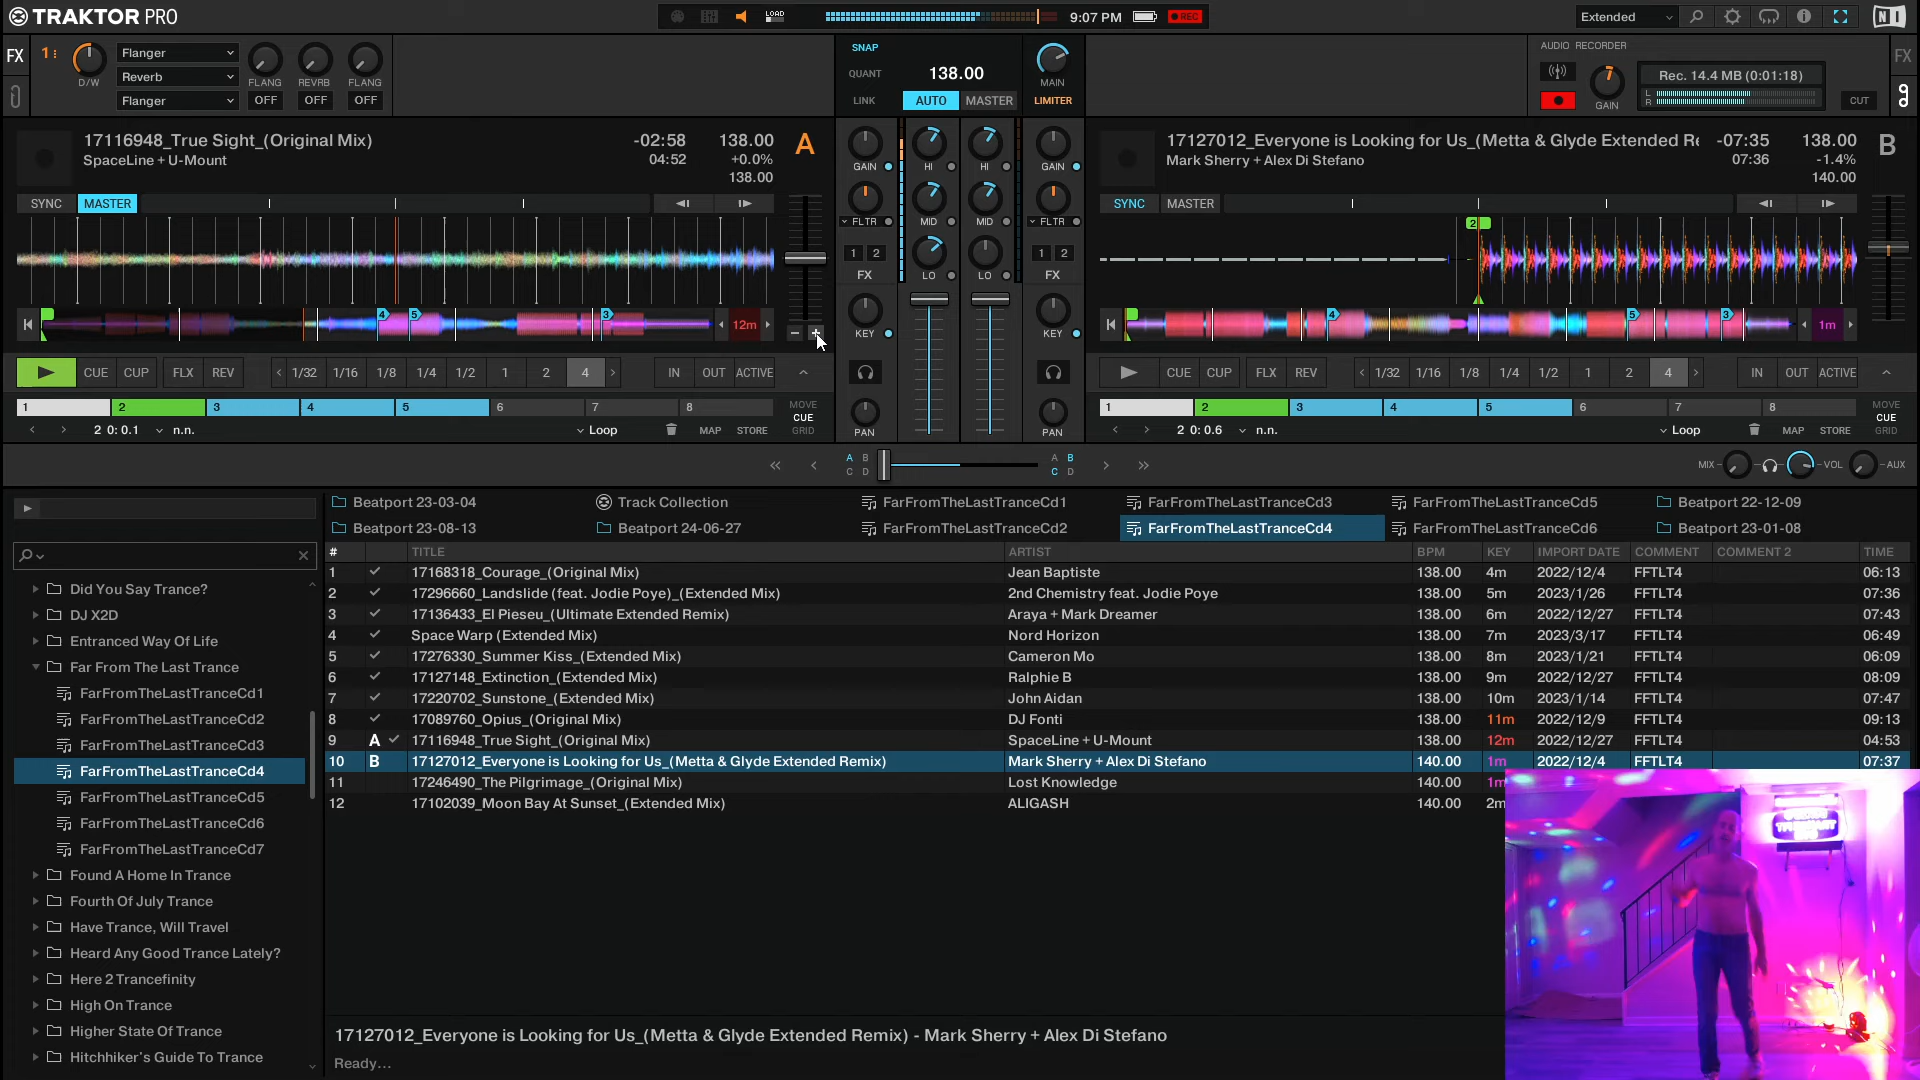 TRAKTOR PRO
LOAD
9:07 PM
REC
Extended
FX
1
D/W
Flanger
Reverb
Flanger
FLANG
REVRB
FLANG
OFF
OFF
OFF
SNAP
QUANT
LINK
138.00
AUTO
MASTER
MAIN
LIMITER
AUDIO RECORDER
GAIN
Rec. 14.4 MB (0:01:18)
L
R
CUT
FX
17116948_True Sight_(Original Mix)
SpaceLine + U-Mount
-02:58
04:52
138.00
+0.0%
138.00
A
SYNC
MASTER
4
5
3
12m
CUE
CUP
FLX
REV
1/32
1/16
1/8
1/4
1/2
1
2
4
IN
OUT
ACTIVE
1
2
3
4
5
6
7
8
MOVE
CUE
GRID
2 0: 0.1
n.n.
Loop
MAP
STORE
GAIN
HI
HI
GAIN
FLTR
MID
MID
FLTR
1
2
1
2
FX
LO
LO
FX
KEY
KEY
PAN
PAN
17127012_Everyone is Looking for Us_(Metta & Glyde Extended Re
Mark Sherry + Alex Di Stefano
-07:35
07:36
138.00
-1.4%
140.00
B
SYNC
MASTER
2
4
5
3
1m
CUE
CUP
FLX
REV
1/32
1/16
1/8
1/4
1/2
1
2
4
IN
OUT
ACTIVE
1
2
3
4
5
6
7
8
MOVE
CUE
GRID
2 0: 0.6
n.n.
Loop
MAP
STORE
A B
C D
A B
C D
MIX
VOL
AUX
Beatport 23-03-04
Track Collection
FarFromTheLastTranceCd1
FarFromTheLastTranceCd3
FarFromTheLastTranceCd5
Beatport 22-12-09
Beatport 23-08-13
Beatport 24-06-27
FarFromTheLastTranceCd2
FarFromTheLastTranceCd4
FarFromTheLastTranceCd6
Beatport 23-01-08
Did You Say Trance?
DJ X2D
Entranced Way Of Life
Far From The Last Trance
FarFromTheLastTranceCd1
FarFromTheLastTranceCd2
FarFromTheLastTranceCd3
FarFromTheLastTranceCd4
FarFromTheLastTranceCd5
FarFromTheLastTranceCd6
FarFromTheLastTranceCd7
Found A Home In Trance
Fourth Of July Trance
Have Trance, Will Travel
Heard Any Good Trance Lately?
Here 2 Trancefinity
High On Trance
Higher State Of Trance
Hitchhiker's Guide To Trance
# TITLE ARTIST BPM KEY IMPORT DATE COMMENT COMMENT 2 TIME
1 17168318_Courage_(Original Mix) Jean Baptiste 138.00 4m 2022/12/4 FFTLT4 06:13
2 17296660_Landslide (feat. Jodie Poye)_(Extended Mix) 2nd Chemistry feat. Jodie Poye 138.00 5m 2023/1/26 FFTLT4 07:36
3 17136433_El Pieseu_(Ultimate Extended Remix) Araya + Mark Dreamer 138.00 6m 2022/12/27 FFTLT4 07:43
4 Space Warp (Extended Mix) Nord Horizon 138.00 7m 2023/3/17 FFTLT4 06:49
5 17276330_Summer Kiss_(Extended Mix) Cameron Mo 138.00 8m 2023/1/21 FFTLT4 06:09
6 17127148_Extinction_(Extended Mix) Ralphie B 138.00 9m 2022/12/27 FFTLT4 08:09
7 17220702_Sunstone_(Extended Mix) John Aidan 138.00 10m 2023/1/14 FFTLT4 07:47
8 17089760_Opius_(Original Mix) DJ Fonti 138.00 11m 2022/12/9 FFTLT4 09:13
9 A 17116948_True Sight_(Original Mix) SpaceLine + U-Mount 138.00 12m 2022/12/27 FFTLT4 04:53
10 B 17127012_Everyone is Looking for Us_(Metta & Glyde Extended Remix) Mark Sherry + Alex Di Stefano 140.00 1m 2022/12/4 FFTLT4 07:37
11 17246490_The Pilgrimage_(Original Mix) Lost Knowledge 140.00 1m
12 17102039_Moon Bay At Sunset_(Extended Mix) ALIGASH 140.00 2m
17127012_Everyone is Looking for Us_(Metta & Glyde Extended Remix) - Mark Sherry + Alex Di Stefano
Ready...